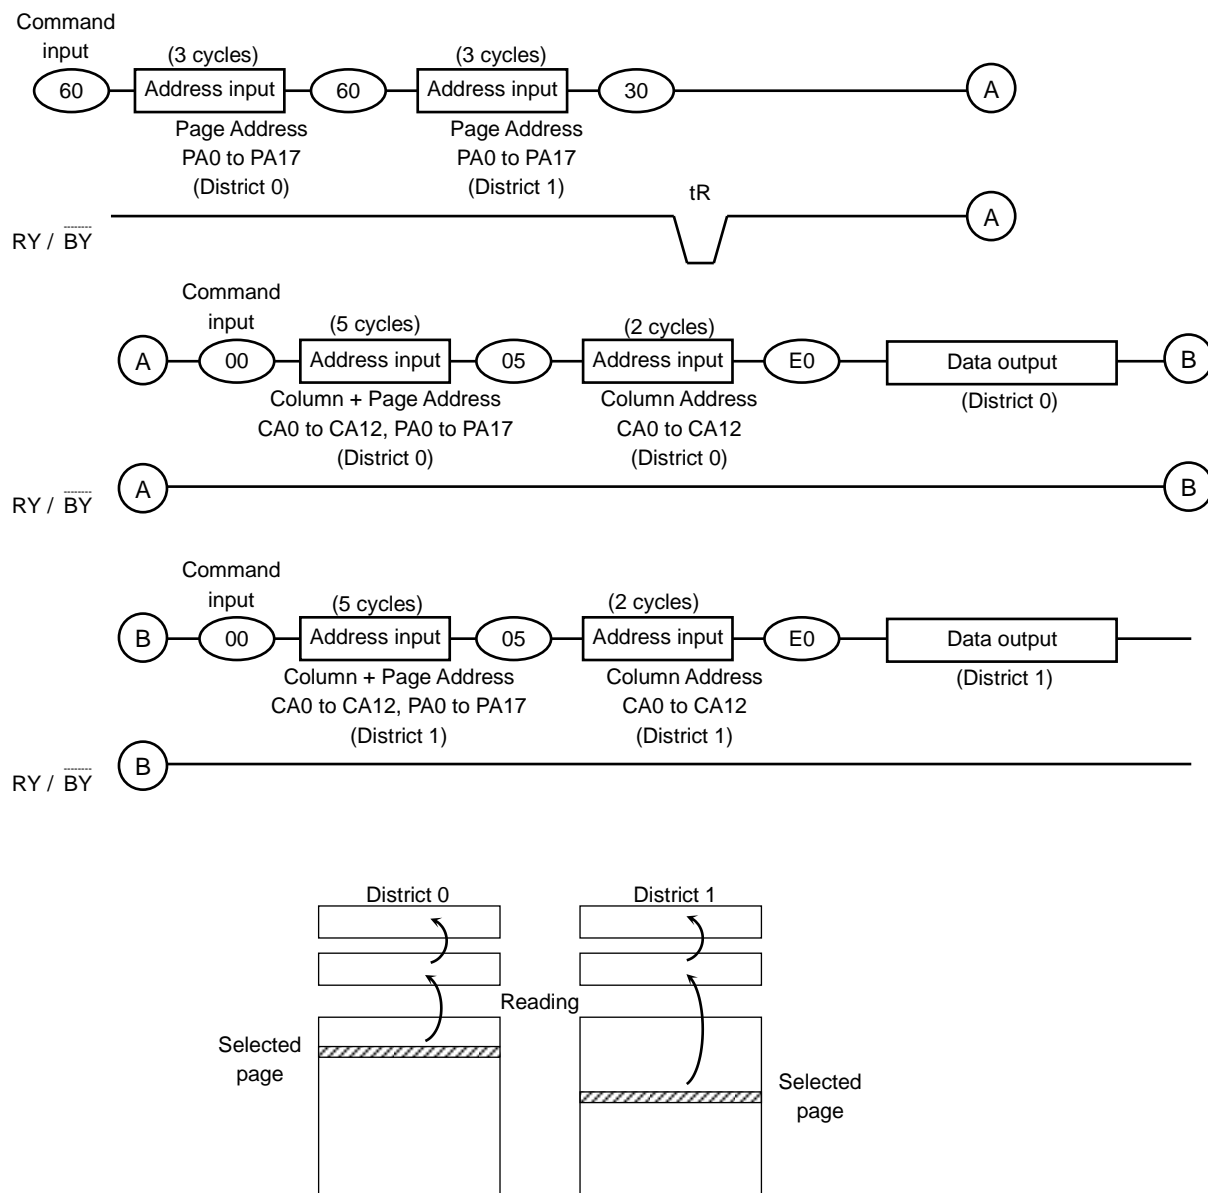 Command
input
(3 cycles)
(3 cycles)
60
Address input
60
Address input
30
A
Page Address
PA0 to PA17
(District 0)
Page Address
PA0 to PA17
(District 1)
tR
RY / BY
A
Command
input
(5 cycles)
(2 cycles)
A
00
Address input
05
Address input
E0
Data output
B
Column + Page Address
CA0 to CA12, PA0 to PA17
(District 0)
Column Address
CA0 to CA12
(District 0)
(District 0)
RY / BY
A
B
Command
input
(5 cycles)
(2 cycles)
B
00
Address input
05
Address input
E0
Data output
Column + Page Address
CA0 to CA12, PA0 to PA17
(District 1)
Column Address
CA0 to CA12
(District 1)
(District 1)
RY / BY
B
District 0
District 1
Reading
Selected
page
Selected
page